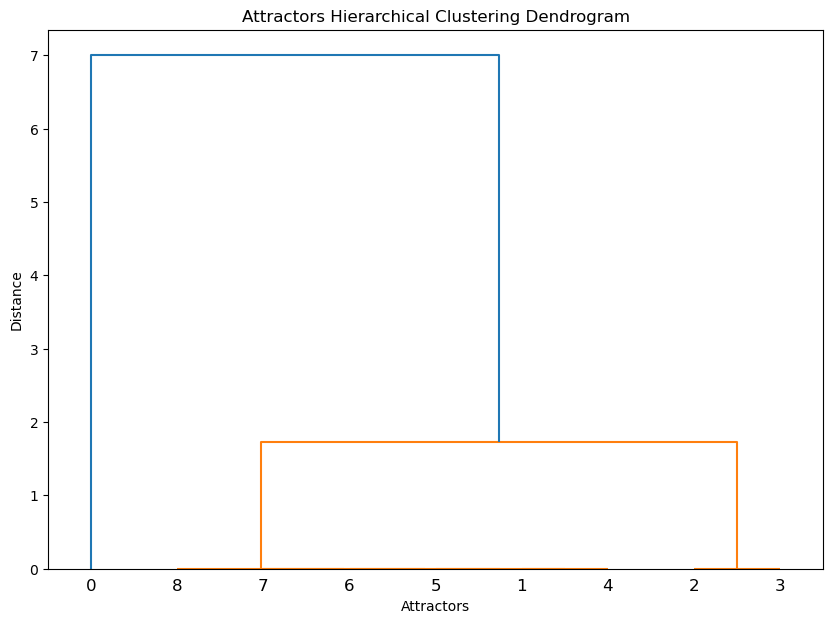 Attractors Hierarchical Clustering Dendrogram
7
6
5
4
3
2
1
0
Distance
0 8 7 6 5 1 4 2 3
Attractors